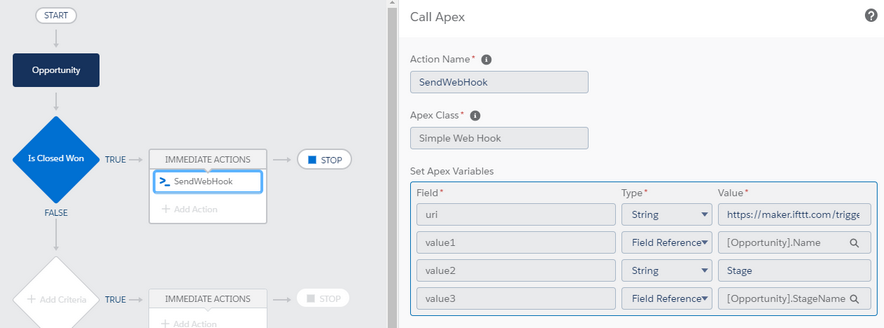 START
Opportunity
Is Closed Won
TRUE
IMMEDIATE ACTIONS
STOP
>_ SendWebHook
+ Add Action
FALSE
+ Add Criteria
TRUE
IMMEDIATE ACTIONS
STOP
+ Add Action
Call Apex
?
Action Name* i
SendWebHook
Apex Class* i
Simple Web Hook
Set Apex Variables
Field* Type* Value*
uri String https://maker.ifttt.com/trigge
value1 Field Reference [Opportunity].Name
value2 String Stage
value3 Field Reference [Opportunity].StageName